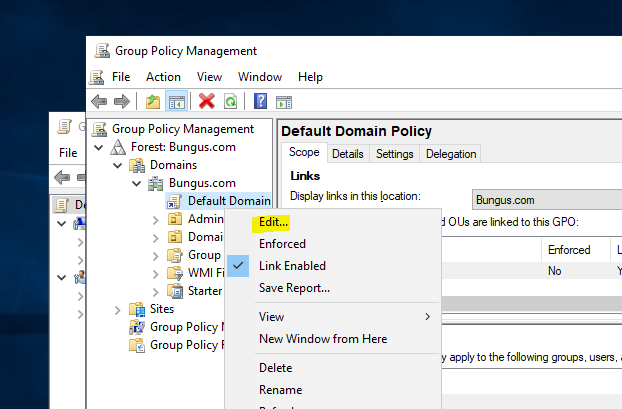 Group Policy Management
File Action View Window Help
File
De
Group Policy Management
Forest: Bungus.com
Domains
Bungus.com
Default Domain
Admin
Domai
Group
WMI Fi
Starter
Sites
Group Policy M
Group Policy R
Edit...
Enforced
Link Enabled
Save Report...
View
New Window from Here
Delete
Rename
Default Domain Policy
Scope Details Settings Delegation
Links
Display links in this location: Bungus.com
d OUs are linked to this GPO:
Enforced L
No Y
y apply to the following groups, users, a